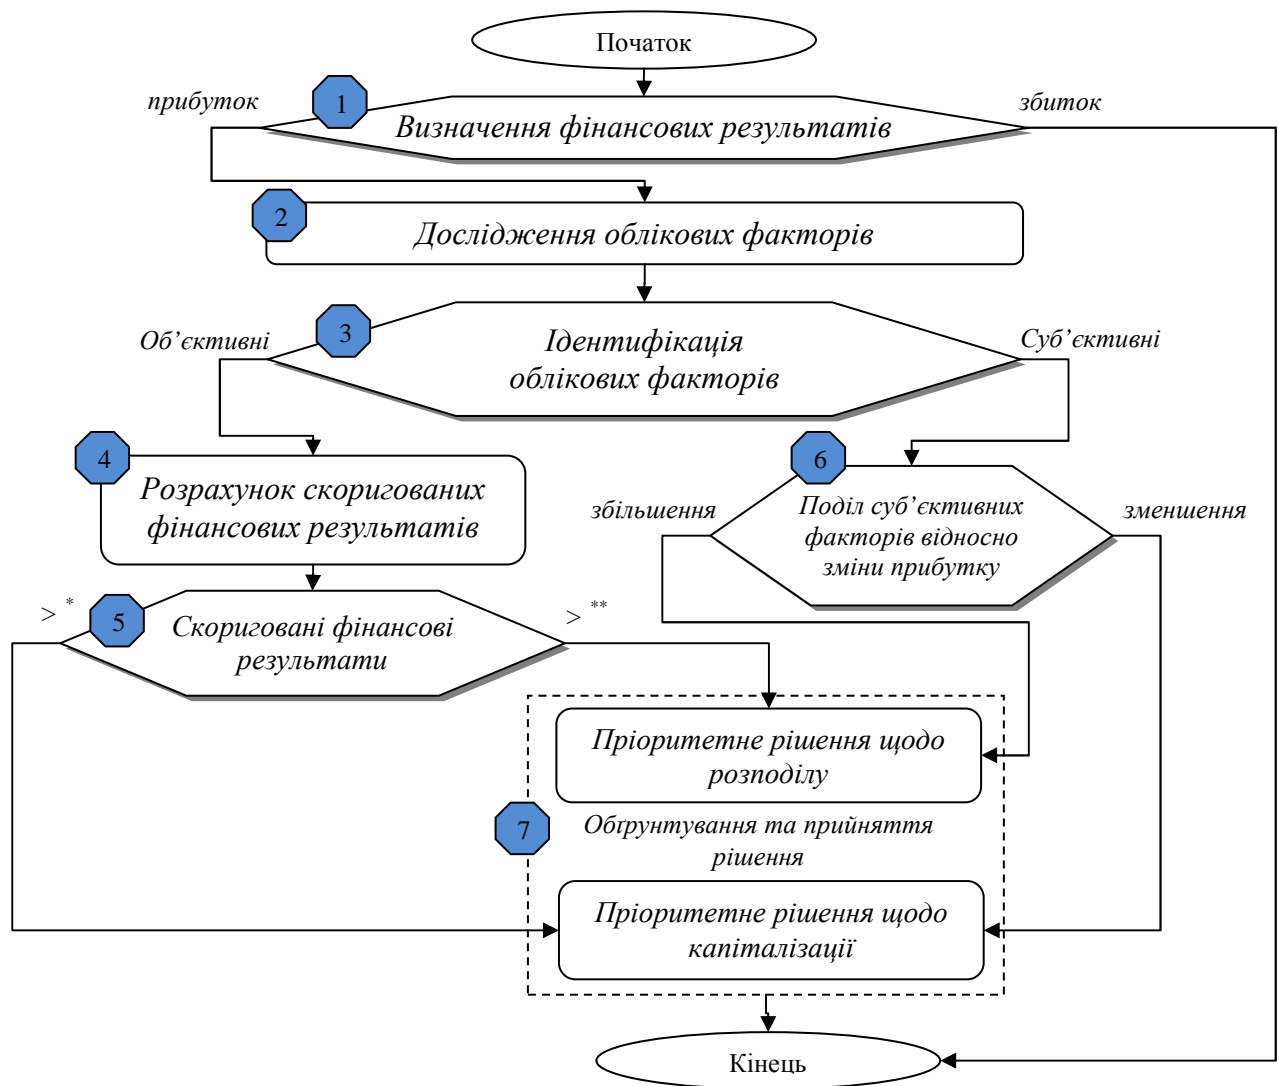 Початок
прибуток
1
збиток
Визначення фінансових результатів
2
Дослідження облікових факторів
Об’єктивні
3
Суб’єктивні
Ідентифікація
облікових факторів
4
Розрахунок скоригованих
фінансових результатів
6
збільшення
Поділ суб’єктивних
факторів відносно
зміни прибутку
зменшення
> *
5
Скориговані фінансові
результати
> **
Пріоритетне рішення щодо
розподілу
7
Обґрунтування та прийняття
рішення
Пріоритетне рішення щодо
капіталізації
Кінець